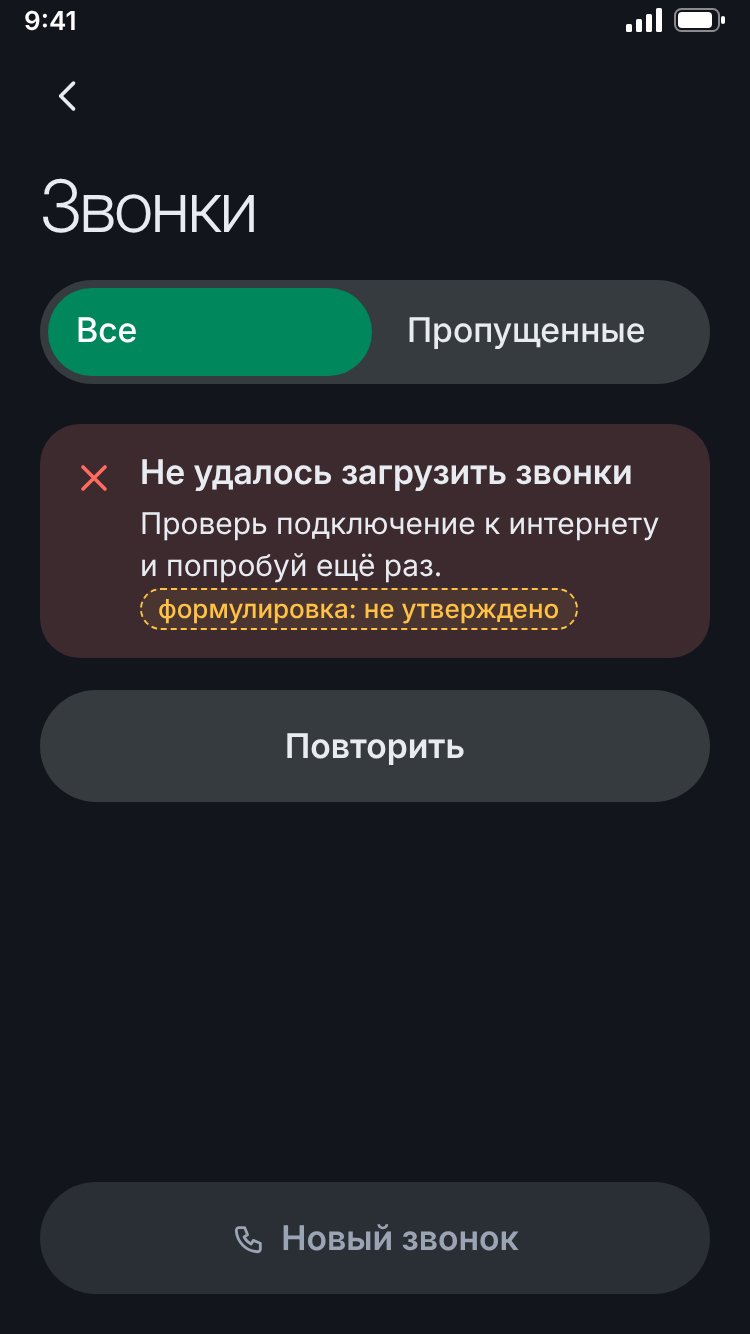 9:41
Звонки
Все
Пропущенные
Не удалось загрузить звонки
Проверь подключение к интернету
и попробуй ещё раз.
формулировка: не утверждено
Повторить
Новый звонок